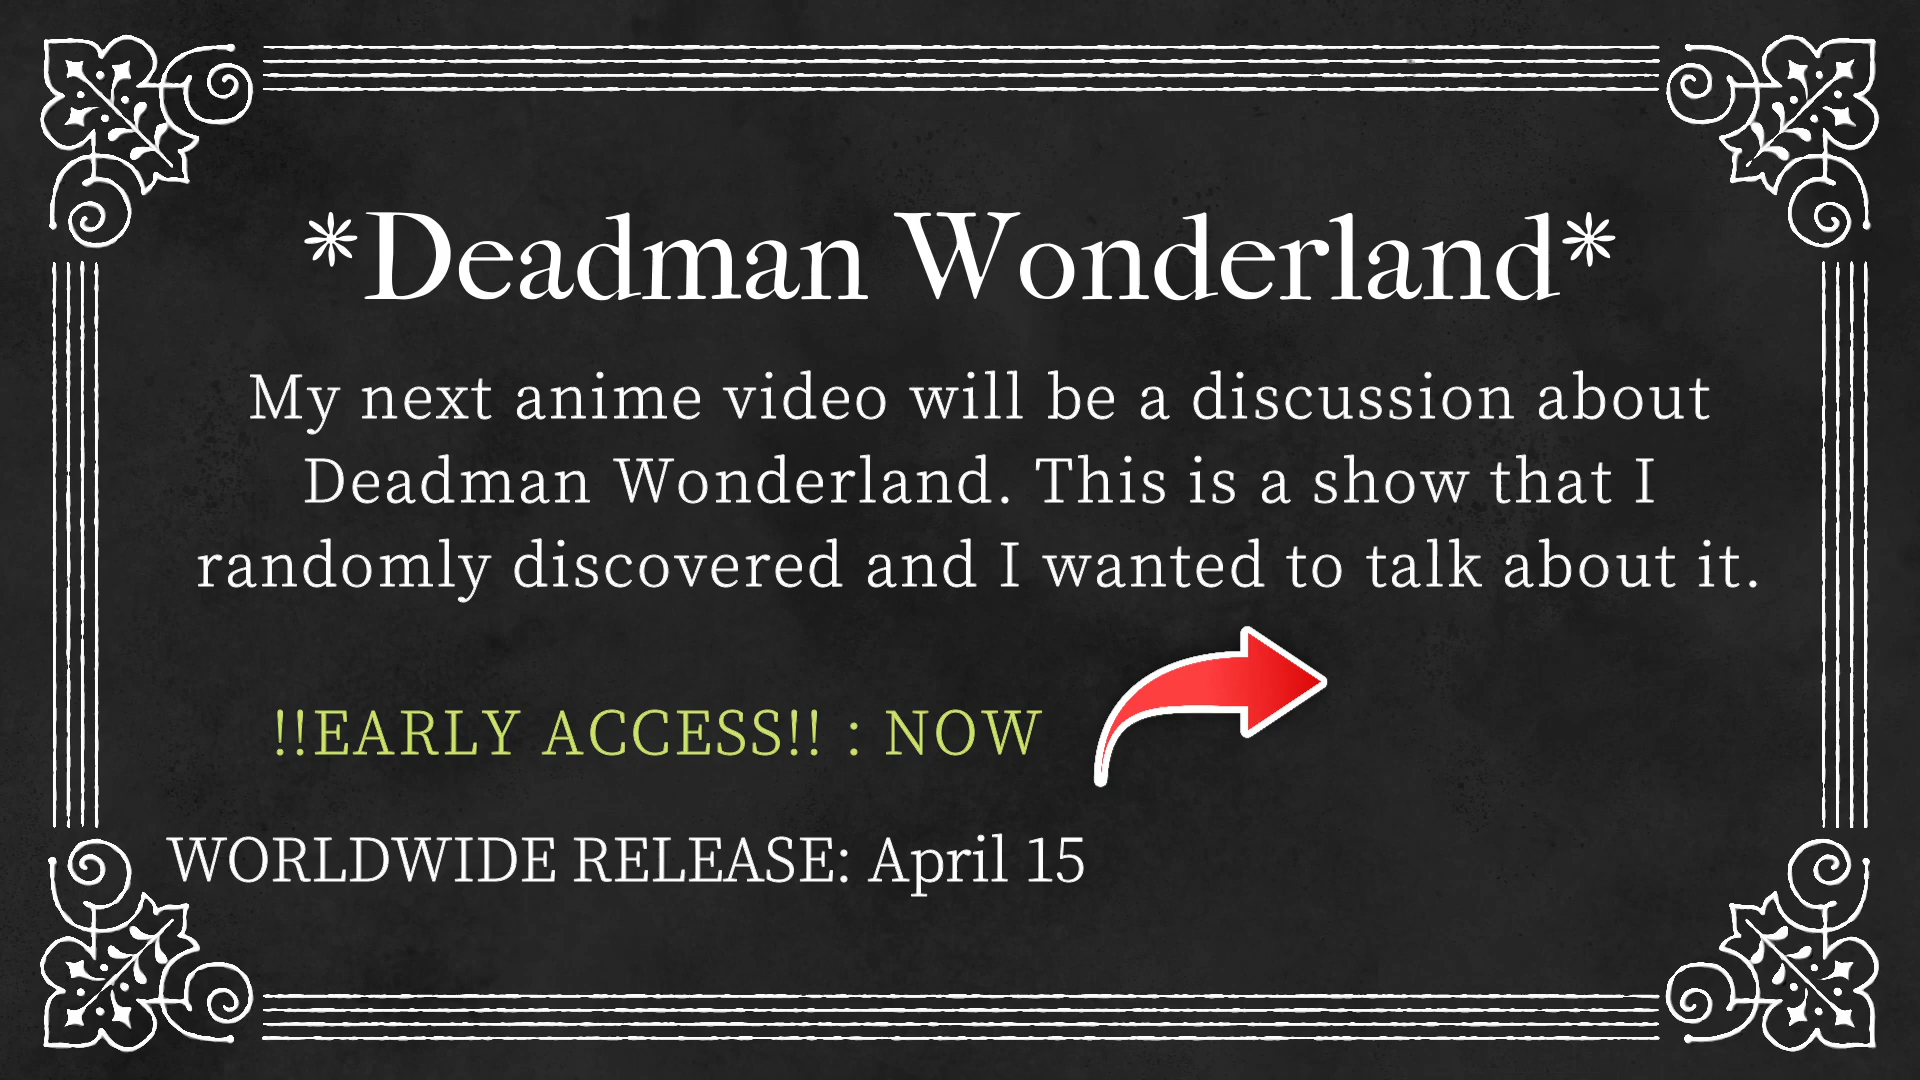 *Deadman Wonderland*
My next anime video will be a discussion about
Deadman Wonderland. This is a show that I
randomly discovered and I wanted to talk about it.
!!EARLY ACCESS!! : NOW
WORLDWIDE RELEASE: April 15